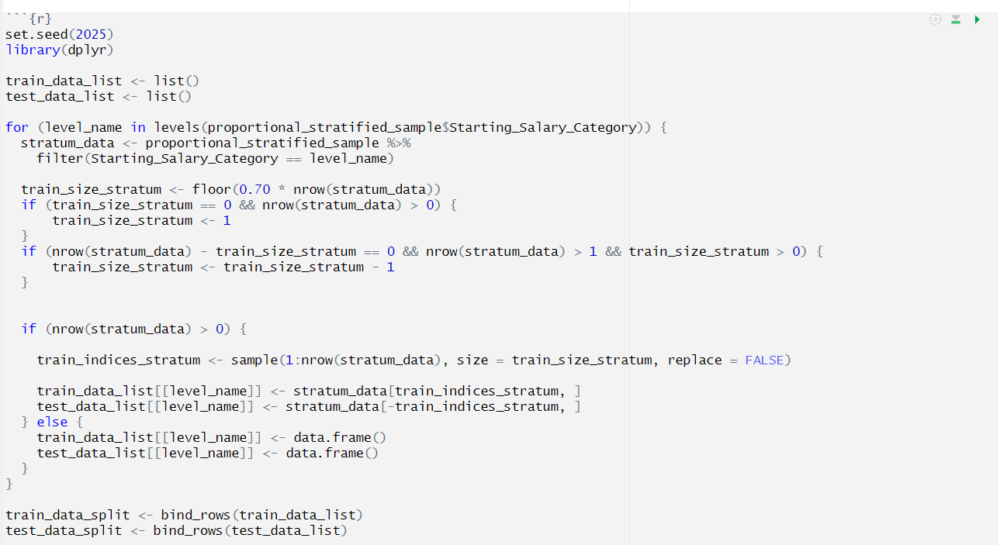 ```{r}
set.seed(2025)
library(dplyr)

train_data_list <- list()
test_data_list <- list()

for (level_name in levels(proportional_stratified_sample$Starting_Salary_Category)) {
  stratum_data <- proportional_stratified_sample %>%
    filter(Starting_Salary_Category == level_name)

  train_size_stratum <- floor(0.70 * nrow(stratum_data))
  if (train_size_stratum == 0 && nrow(stratum_data) > 0) {
      train_size_stratum <- 1
  }
  if (nrow(stratum_data) - train_size_stratum == 0 && nrow(stratum_data) > 1 && train_size_stratum > 0) {
      train_size_stratum <- train_size_stratum - 1
  }


  if (nrow(stratum_data) > 0) {

    train_indices_stratum <- sample(1:nrow(stratum_data), size = train_size_stratum, replace = FALSE)

    train_data_list[[level_name]] <- stratum_data[train_indices_stratum, ]
    test_data_list[[level_name]] <- stratum_data[-train_indices_stratum, ]
  } else {
    train_data_list[[level_name]] <- data.frame()
    test_data_list[[level_name]] <- data.frame()
  }
}

train_data_split <- bind_rows(train_data_list)
test_data_split <- bind_rows(test_data_list)